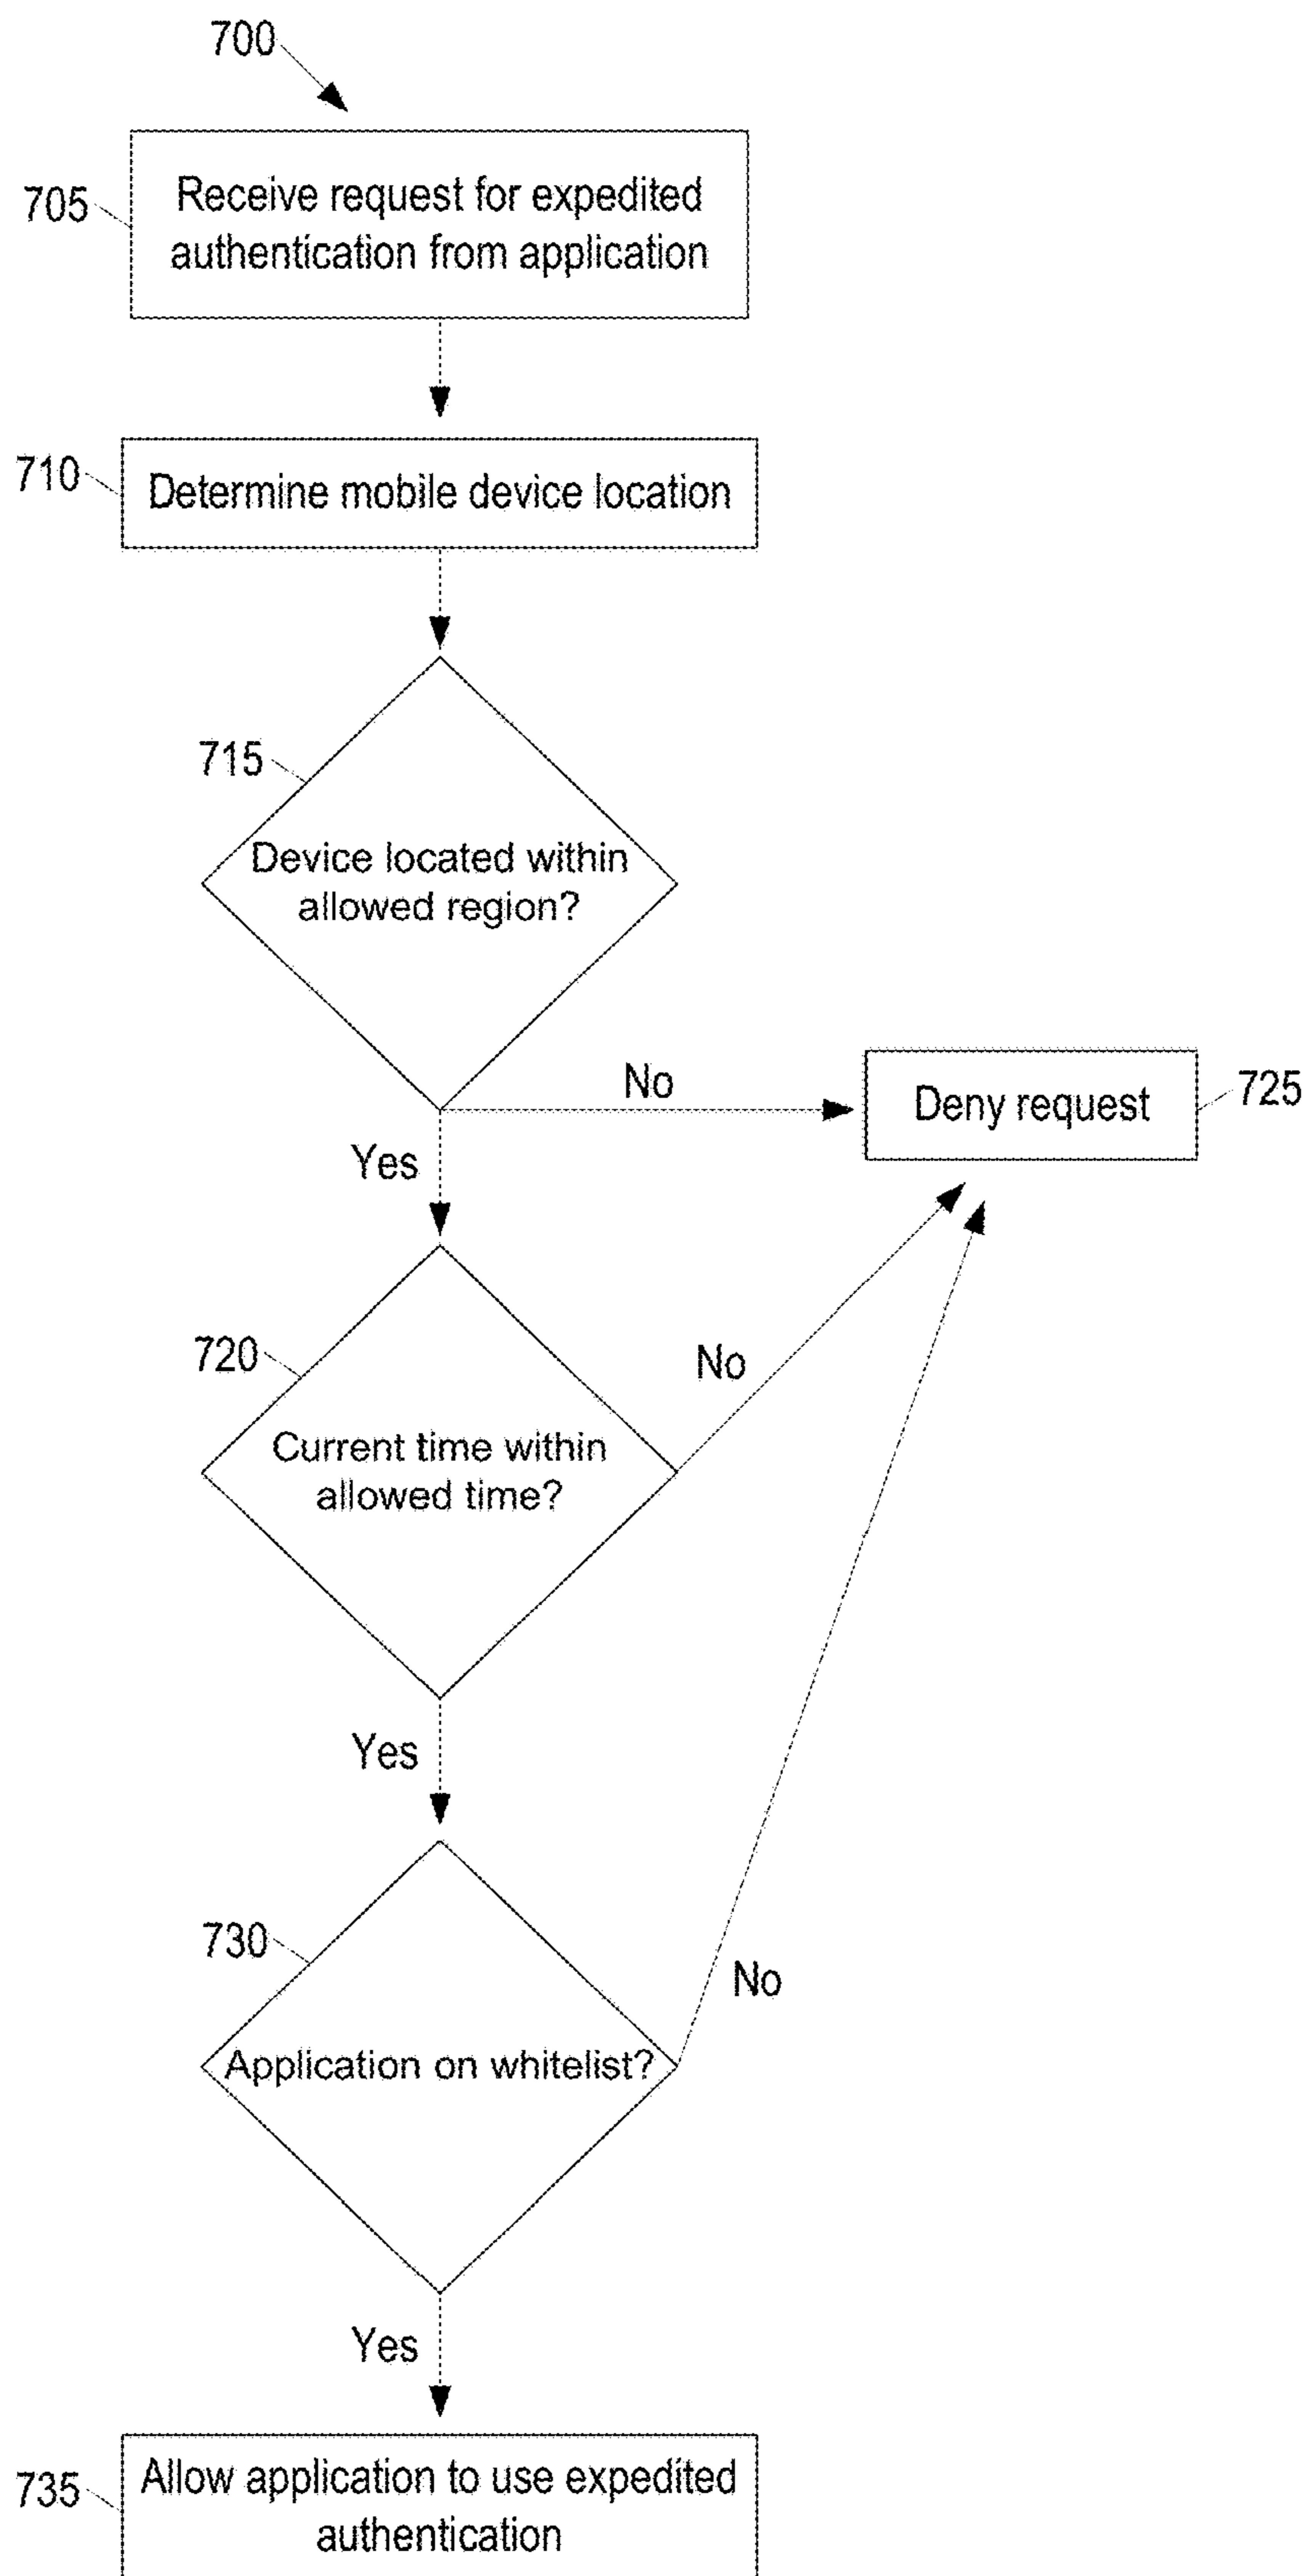 700
705
Receive request for expedited
authentication from application
710
Determine mobile device location
715
Device located within
allowed region?
No
Deny request
725
Yes
720
Current time within
allowed time?
No
Yes
730
Application on whitelist?
No
Yes
735
Allow application to use expedited
authentication